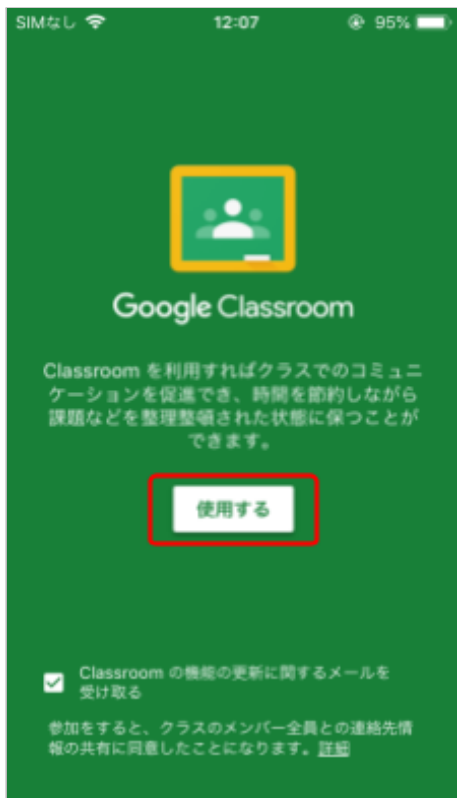 SIMなし 12:07 95%
Google Classroom
Classroom を利用すればクラスでのコミュニ
ケーションを促進でき、時間を節約しながら
課題などを整理整頓された状態に保つことが
できます。
使用する
Classroom の機能の更新に関するメールを
受け取る
参加をすると、クラスのメンバー全員との連絡先情
報の共有に同意したことになります。詳細